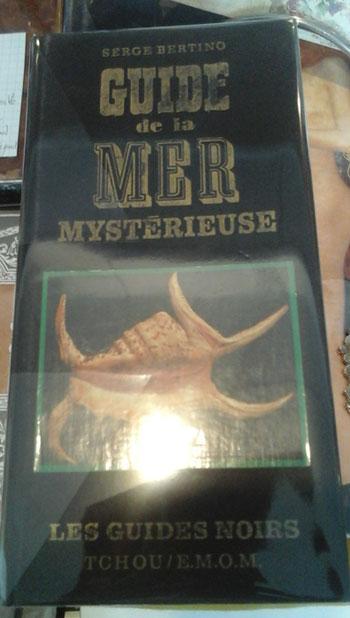 SERGE BERTINO
GUIDE
de la
MER
MYSTÉRIEUSE
LES GUIDES NOIRS
TCHOU/E.M.O.M.